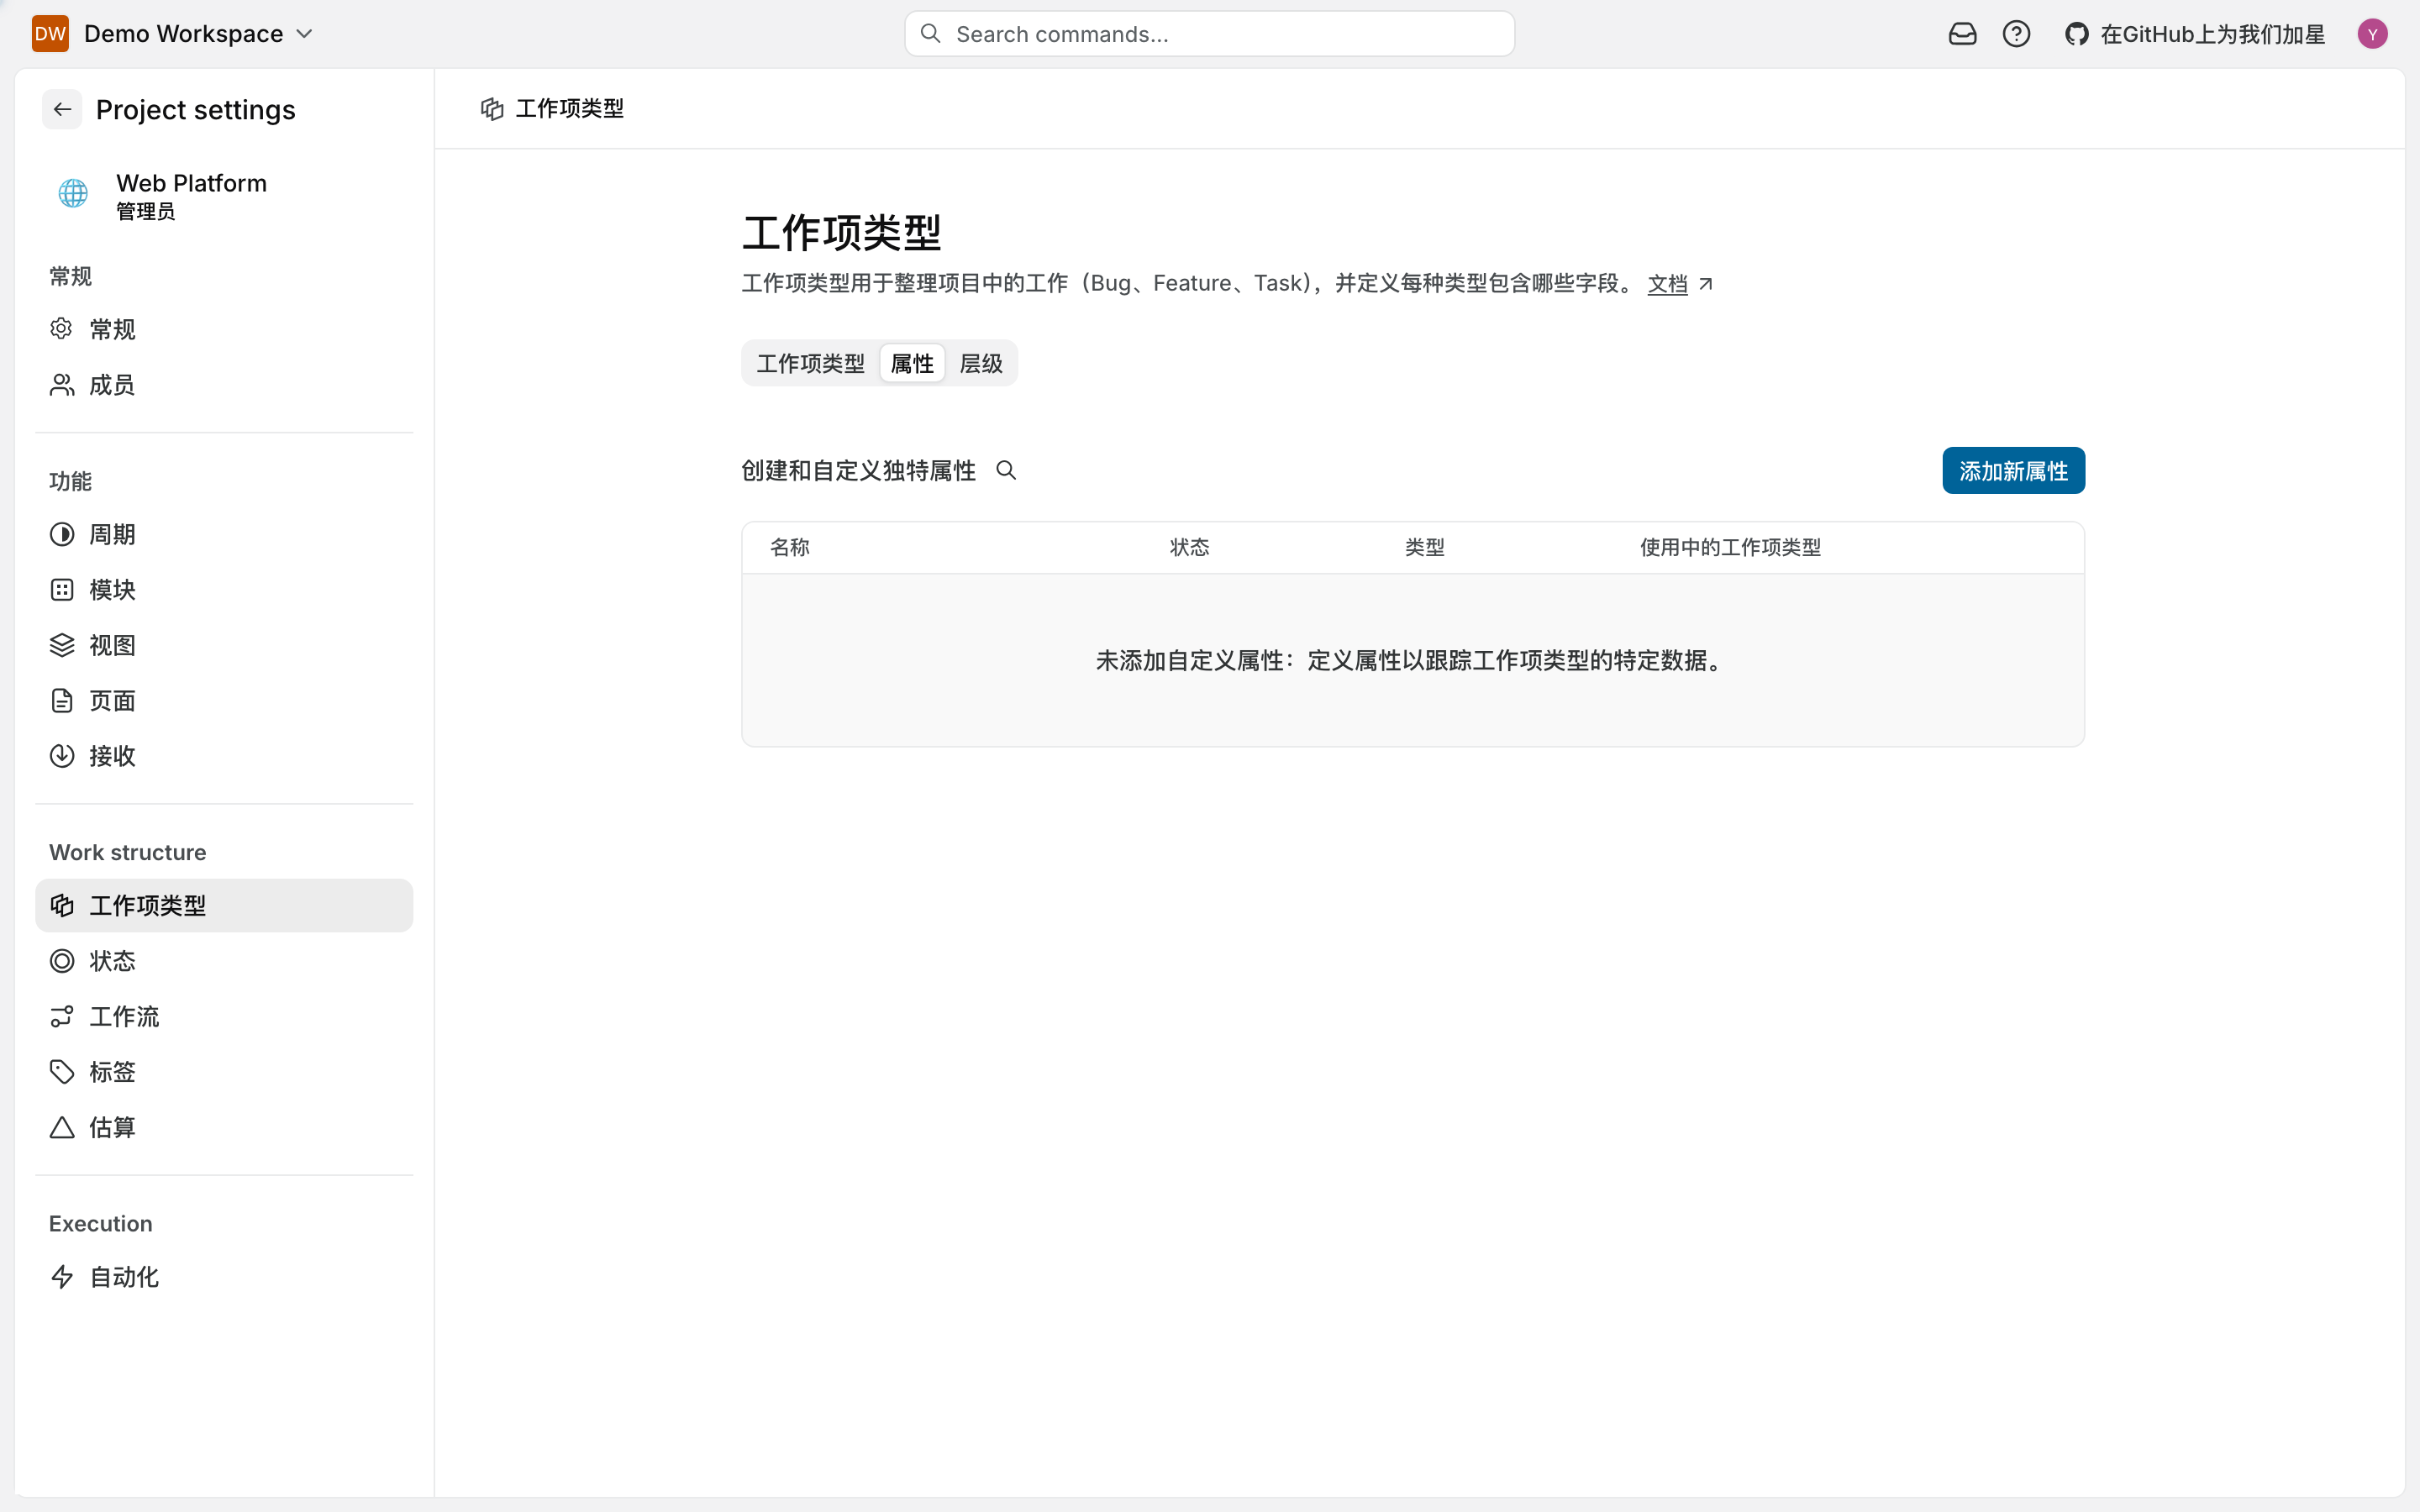 DW Demo Workspace
Search commands...
在GitHub上为我们加星
Y
Project settings
Web Platform
管理员
常规
常规
成员
功能
周期
模块
视图
页面
接收
Work structure
工作项类型
状态
工作流
标签
估算
Execution
自动化
工作项类型
工作项类型
工作项类型用于整理项目中的工作（Bug、Feature、Task），并定义每种类型包含哪些字段。 文档
工作项类型 属性 层级
创建和自定义独特属性
添加新属性
名称 状态 类型 使用中的工作项类型
未添加自定义属性：定义属性以跟踪工作项类型的特定数据。